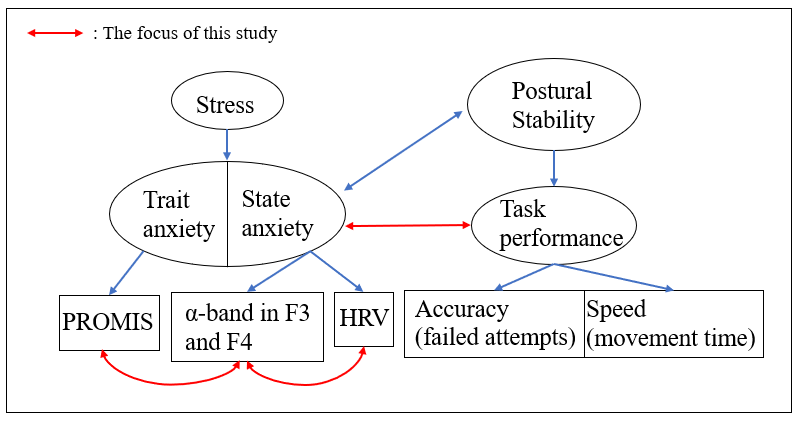 : The focus of this study
Stress
Postural
Stability
Trait
anxiety
State
anxiety
Task
performance
PROMIS
α-band in F3
and F4
HRV
Accuracy
(failed attempts)
Speed
(movement time)